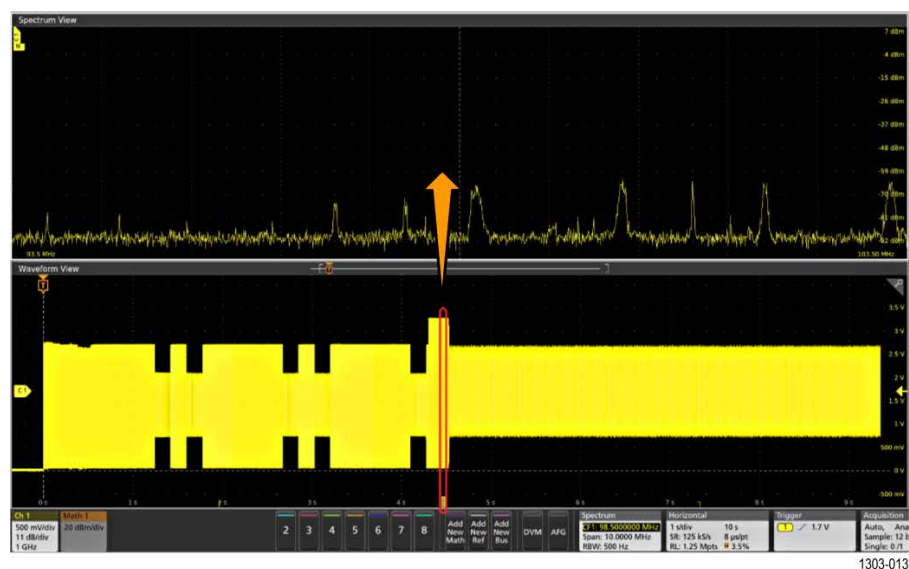 Spectrum View
C1
M
7 dBm
-4 dBm
-15 dBm
-26 dBm
-37 dBm
-48 dBm
-59 dBm
-70 dBm
-81 dBm
-92 dBm
93.5 MHz
103.50 MHz
Waveform View
T
T
3.5 V
3 V
2.5 V
2 V
1.5 V
1 V
500 mV
0 V
-500 mV
C1
0 s
1 s
2 s
3 s
4 s
5 s
6 s
7 s
8 s
9 s
Ch 1
500 mV/div
11 dB/div
1 GHz
Math 1
20 dBm/div
2
3
4
5
6
7
8
Add New Math
Add New Ref
Add New Bus
DVM
AFG
Spectrum
CF1: 98.5000000 MHz
Span: 10.0000 MHz
RBW: 500 Hz
Horizontal
1 s/div 10 s
SR: 125 kS/s 8 µs/pt
RL: 1.25 Mpts 3.5%
Trigger
1 1.7 V
Acquisition
Auto, Ana
Sample: 12 b
Single: 0/1
1303-013